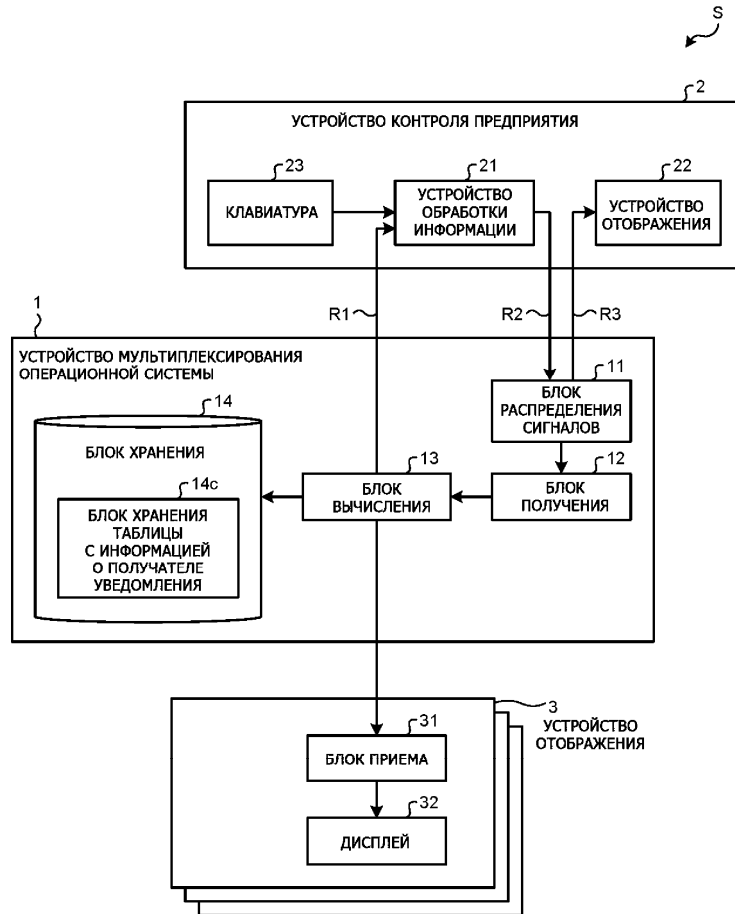 S
2
УСТРОЙСТВО КОНТРОЛЯ ПРЕДПРИЯТИЯ
23
КЛАВИАТУРА
21
УСТРОЙСТВО
ОБРАБОТКИ
ИНФОРМАЦИИ
22
УСТРОЙСТВО
ОТОБРАЖЕНИЯ
R1
R2
R3
1
УСТРОЙСТВО МУЛЬТИПЛЕКСИРОВАНИЯ
ОПЕРАЦИОННОЙ СИСТЕМЫ
11
БЛОК
РАСПРЕДЕЛЕНИЯ
СИГНАЛОВ
14
БЛОК ХРАНЕНИЯ
14c
БЛОК ХРАНЕНИЯ
ТАБЛИЦЫ
С ИНФОРМАЦИЕЙ
О ПОЛУЧАТЕЛЕ
УВЕДОМЛЕНИЯ
13
БЛОК
ВЫЧИСЛЕНИЯ
12
БЛОК
ПОЛУЧЕНИЯ
3
УСТРОЙСТВО
ОТОБРАЖЕНИЯ
31
БЛОК ПРИЕМА
32
ДИСПЛЕЙ